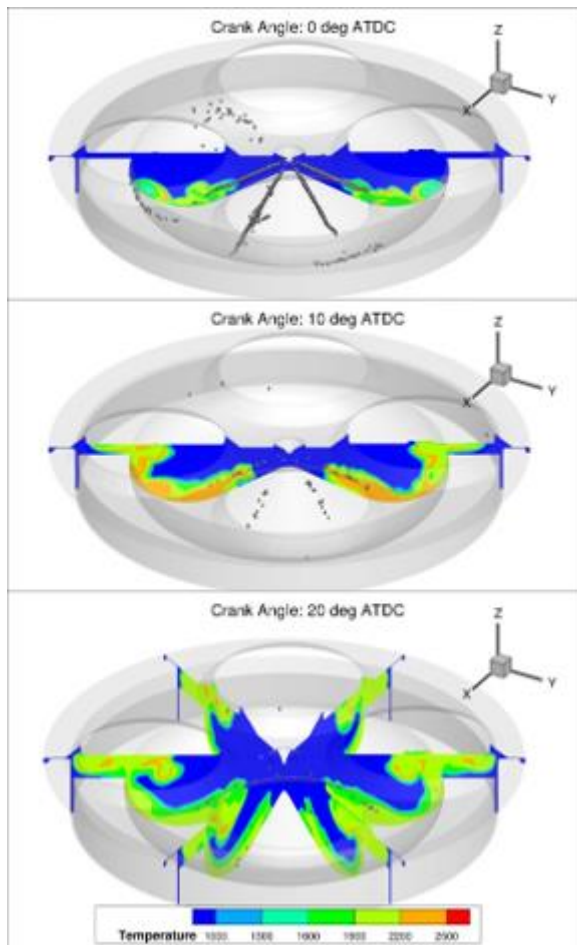 Crank Angle: 0 deg ATDC
Z
X
Y
Crank Angle: 10 deg ATDC
Z
X
Y
Crank Angle: 20 deg ATDC
Z
X
Y
Temperature 1000 1300 1600 1900 2200 2500